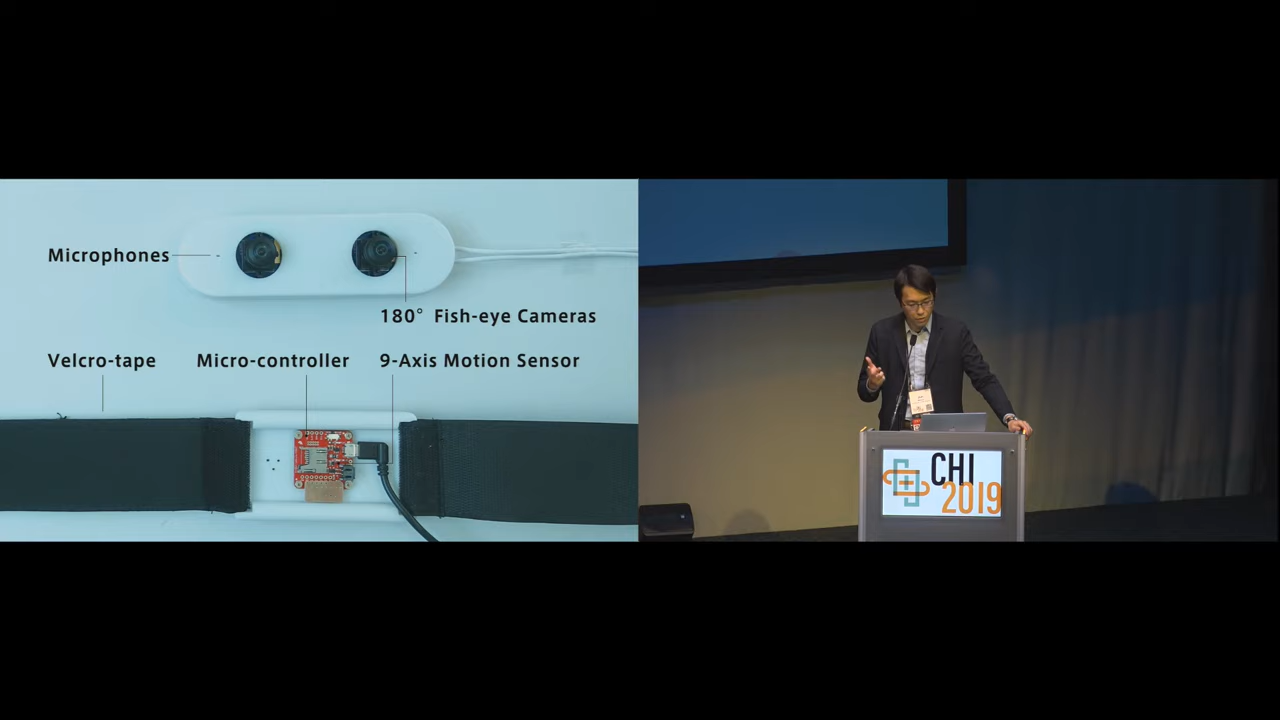 Microphones
180° Fish-eye Cameras
Velcro-tape
Micro-controller
9-Axis Motion Sensor
CHI
2019